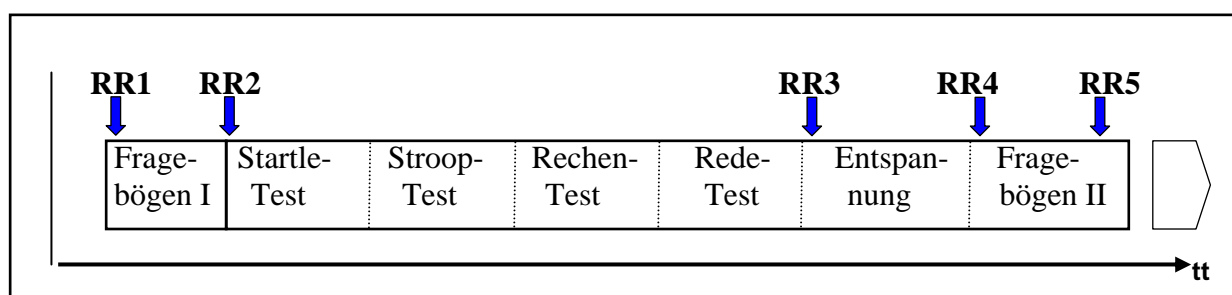 RR1 RR2 RR3 RR4 RR5
Frage-
bögen I
Startle-
Test
Stroop-
Test
Rechen-
Test
Rede-
Test
Entspan-
nung
Frage-
bögen II
tt